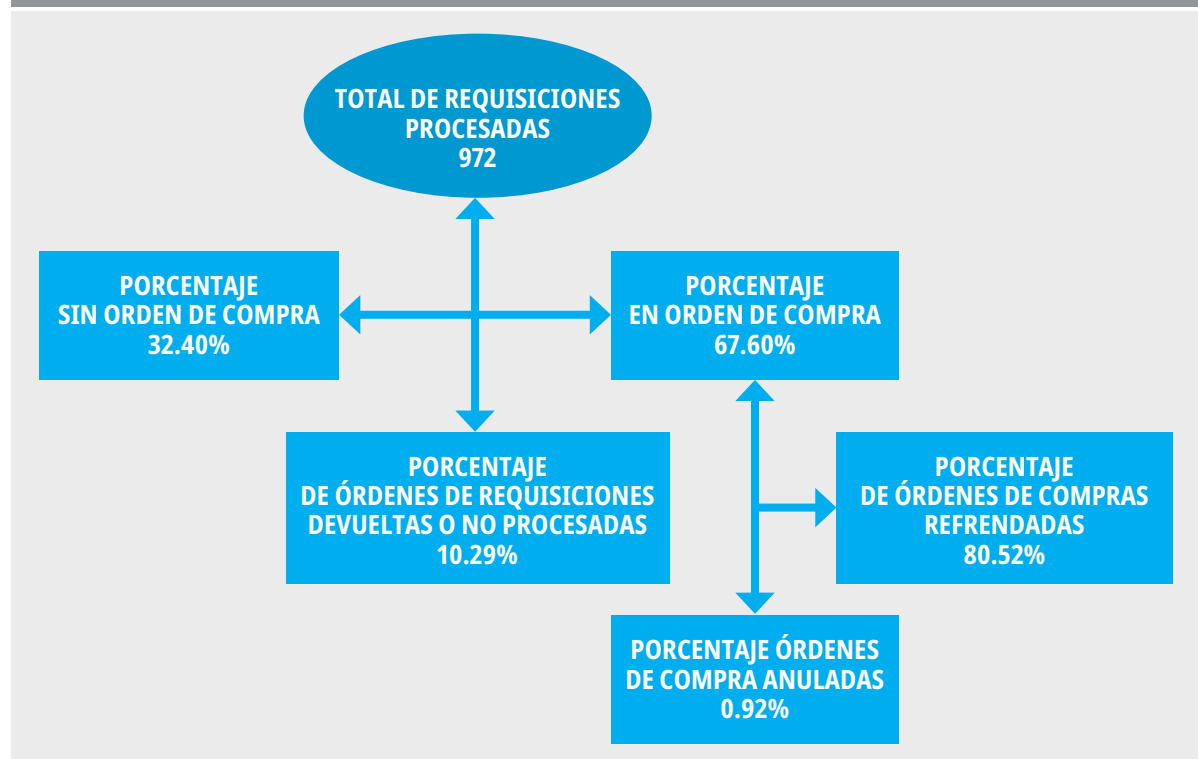 TOTAL DE REQUISICIONES
PROCESADAS
972
PORCENTAJE
SIN ORDEN DE COMPRA
32.40%
PORCENTAJE
EN ORDEN DE COMPRA
67.60%
PORCENTAJE
DE ÓRDENES DE REQUISICIONES
DEVUELTAS O NO PROCESADAS
10.29%
PORCENTAJE
DE ÓRDENES DE COMPRAS
REFRENDADAS
80.52%
PORCENTAJE ÓRDENES
DE COMPRA ANULADAS
0.92%